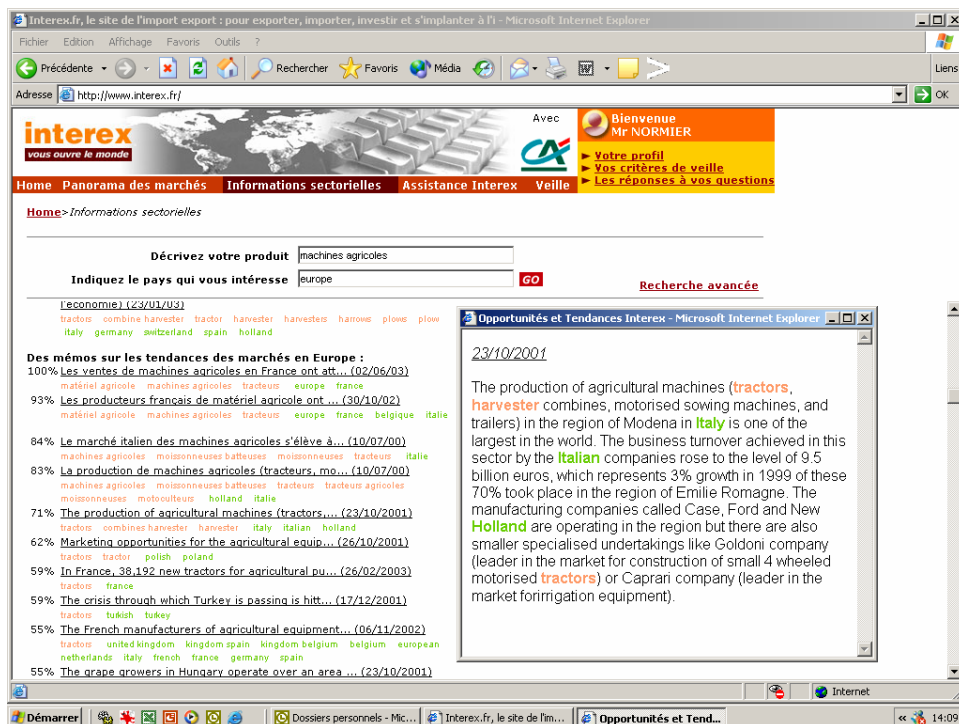 Interex.fr, le site de l'import export : pour exporter, importer, investir et s'implanter à l'i - Microsoft Internet Explorer
Fichier Edition Affichage Favoris Outils ?
Précédente Rechercher Favoris Média Liens
Adresse http://www.interex.fr/ OK
interex
vous ouvre le monde
Avec
CA
Bienvenue
Mr NORMIER
Votre profil
Vos critères de veille
Les réponses à vos questions
Home Panorama des marchés Informations sectorielles Assistance Interex Veille
Home>Informations sectorielles
Décrivez votre produit machines agricoles
Indiquez le pays qui vous intéresse europe GO
Recherche avancée
l'economie) (23/01/03)
tractors combine harvester tractor harvester harvesters harrows plows plow
italy germany switzerland spain holland
Des mémos sur les tendances des marchés en Europe :
100% Les ventes de machines agricoles en France ont att... (02/06/03)
matériel agricole machines agricoles tracteurs europe france
93% Les producteurs français de matériel agricole ont ... (30/10/02)
matériel agricole machines agricoles tracteurs europe france belgique italie
84% Le marché italien des machines agricoles s'élève à... (10/07/00)
machines agricoles moissonneuses batteuses moissonneuses tracteurs italie
83% La production de machines agricoles (tracteurs, mo... (10/07/00)
machines agricoles moissonneuses batteuses tracteurs tracteurs agricoles
moissonneuses motoculteurs holland italie
71% The production of agricultural machines (tractors,... (23/10/2001)
tractors combines harvester harvester italy italian holland
62% Marketing opportunities for the agricultural equip... (26/10/2001)
tractors tractor polish poland
59% In France, 38,192 new tractors for agricultural pu... (26/02/2003)
tractors france
59% The crisis through which Turkey is passing is hitt... (17/12/2001)
tractors turkish turkey
55% The French manufacturers of agricultural equipment... (06/11/2002)
tractors united kingdom kingdom spain kingdom belgium belgium european
netherlands italy french france germany spain
55% The grape growers in Hungary operate over an area ... (23/10/2001)
Opportunités et Tendances Interex - Microsoft Internet Explorer
23/10/2001
The production of agricultural machines (tractors,
harvester combines, motorised sowing machines, and
trailers) in the region of Modena in Italy is one of the
largest in the world. The business turnover achieved in this
sector by the Italian companies rose to the level of 9.5
billion euros, which represents 3% growth in 1999 of these
70% took place in the region of Emilie Romagne. The
manufacturing companies called Case, Ford and New
Holland are operating in the region but there are also
smaller specialised undertakings like Goldoni company
(leader in the market for construction of small 4 wheeled
motorised tractors) or Caprari company (leader in the
market forirrigation equipment).
Internet
Démarrer Dossiers personnels - Mic... Interex.fr, le site de l'im... Opportunités et Tend... « 14:09